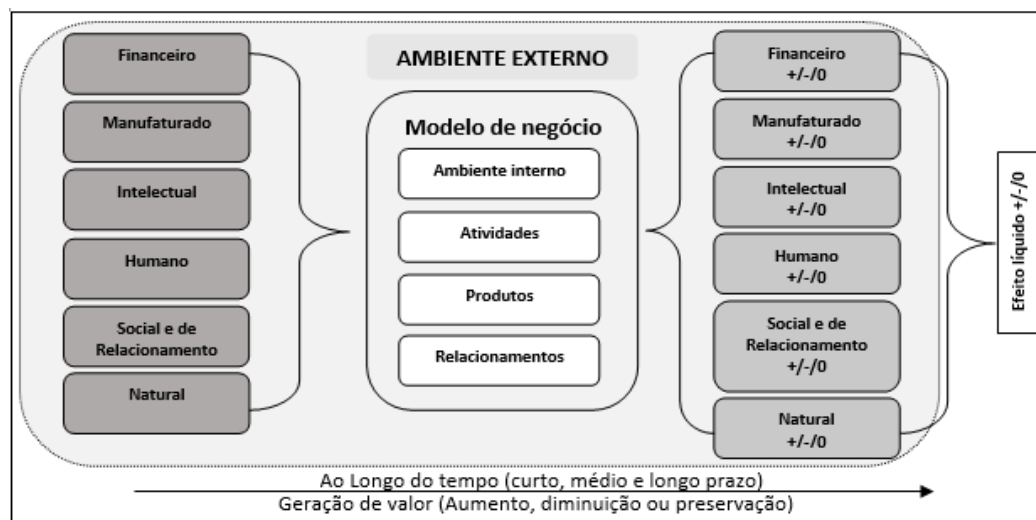 Financeiro
Manufaturado
Intelectual
Humano
Social e de
Relacionamento
Natural
AMBIENTE EXTERNO
Modelo de negócio
Ambiente interno
Atividades
Produtos
Relacionamentos
Financeiro
+/-/0
Manufaturado
+/-/0
Intelectual
+/-/0
Humano
+/-/0
Social e de
Relacionamento
+/-/0
Natural
+/-/0
Efeito líquido +/-/0
Ao Longo do tempo (curto, médio e longo prazo)
Geração de valor (Aumento, diminuição ou preservação)